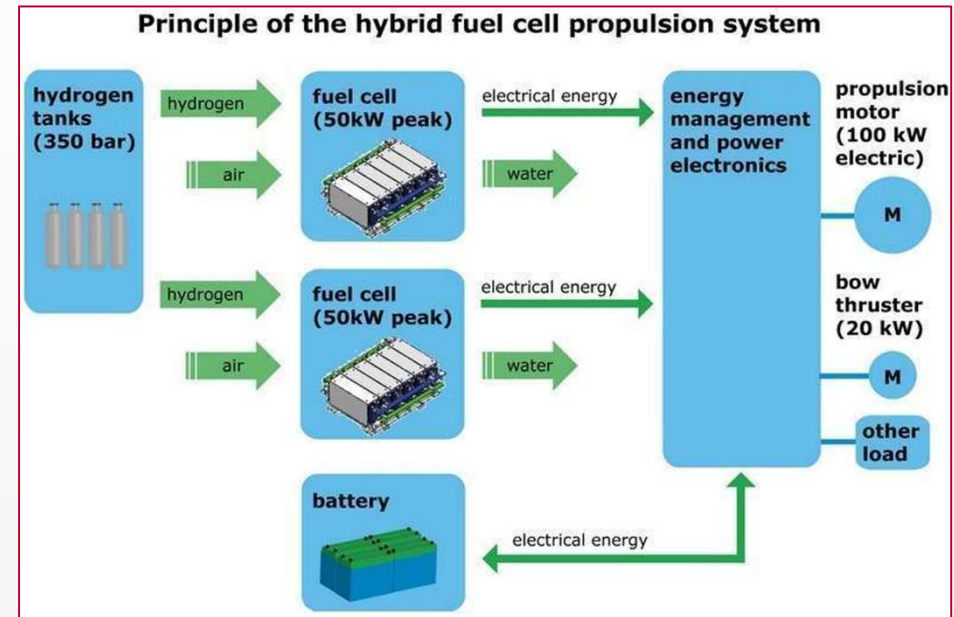 Principle of the hybrid fuel cell propulsion system
hydrogen
tanks
(350 bar)
hydrogen
air
fuel cell
(50kW peak)
electrical energy
water
energy
management
and power
electronics
propulsion
motor
(100 kW
electric)
M
hydrogen
air
fuel cell
(50kW peak)
electrical energy
water
bow
thruster
(20 kW)
M
other
load
battery
electrical energy